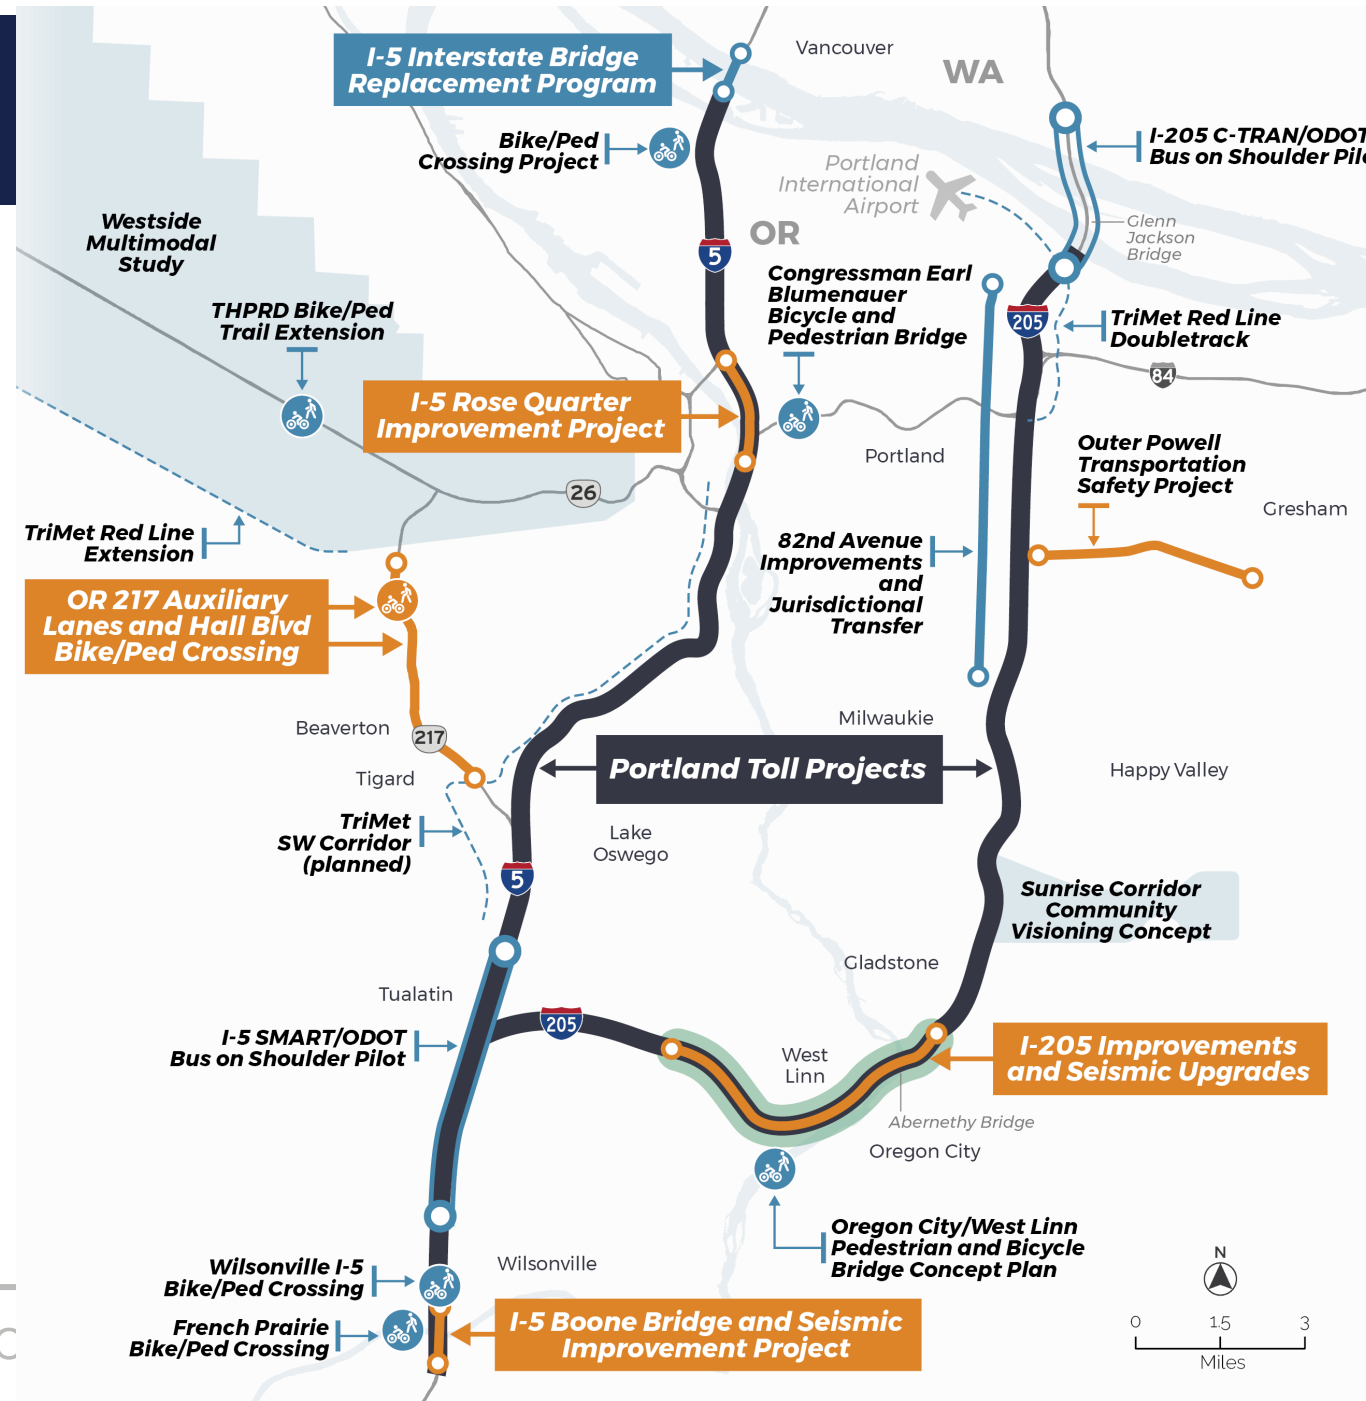 I-5 Interstate Bridge
Replacement Program
Vancouver
WA
Bike/Ped
Crossing Project
I-205 C-TRAN/ODOT
Bus on Shoulder
Portland
International
Airport
Westside
Multimodal
Study
OR
Glenn
Jackson
Bridge
5
Congressman Earl
Blumenauer
Bicycle and
Pedestrian Bridge
THPRD Bike/Ped
Trail Extension
205
TriMet Red Line
Doubletrack
84
I-5 Rose Quarter
Improvement Project
Portland
Outer Powell
Transportation
Safety Project
26
Gresham
TriMet Red Line
Extension
82nd Avenue
Improvements
and
Jurisdictional
Transfer
OR 217 Auxiliary
Lanes and Hall Blvd
Bike/Ped Crossing
Beaverton
217
Milwaukie
Tigard
Portland Toll Projects
Happy Valley
TriMet
SW Corridor
(planned)
Lake
Oswego
5
Sunrise Corridor
Community
Visioning Concept
Gladstone
Tualatin
205
I-5 SMART/ODOT
Bus on Shoulder Pilot
West
Linn
I-205 Improvements
and Seismic Upgrades
Abernethy Bridge
Oregon City
Oregon City/West Linn
Pedestrian and Bicycle
Bridge Concept Plan
Wilsonville I-5
Bike/Ped Crossing
Wilsonville
French Prairie
Bike/Ped Crossing
I-5 Boone Bridge and Seismic
Improvement Project
N
0 1.5 3
Miles